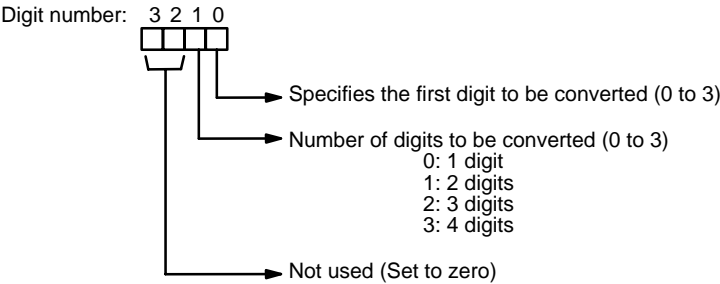 Digit number: 3 2 1 0
Specifies the first digit to be converted (0 to 3)
Number of digits to be converted (0 to 3)
0: 1 digit
1: 2 digits
2: 3 digits
3: 4 digits
Not used (Set to zero)